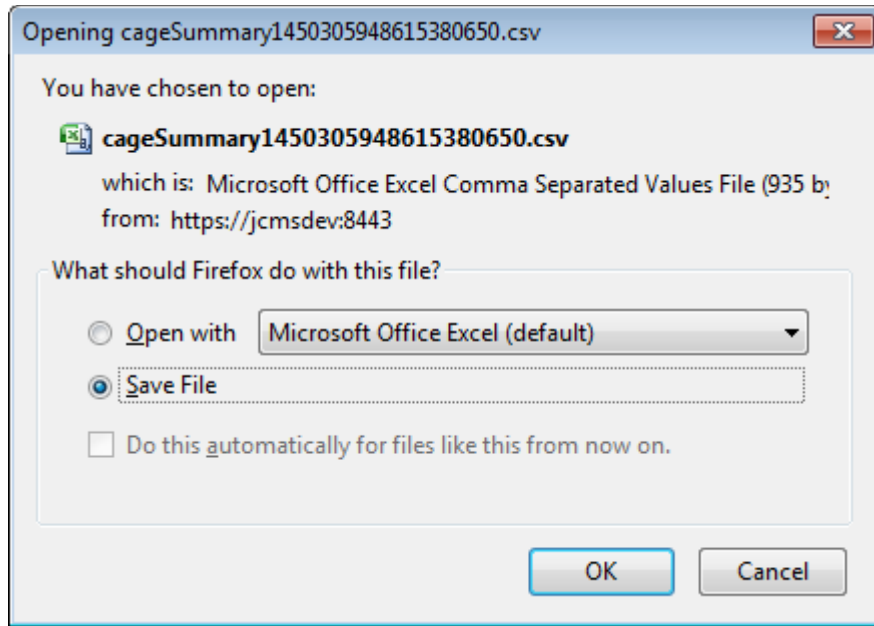 Opening cageSummary1450305948615380650.csv
You have chosen to open:
cageSummary1450305948615380650.csv
which is: Microsoft Office Excel Comma Separated Values File (935 by
from: https://jcmsdev:8443
What should Firefox do with this file?
Open with Microsoft Office Excel (default)
Save File
Do this automatically for files like this from now on.
OK Cancel